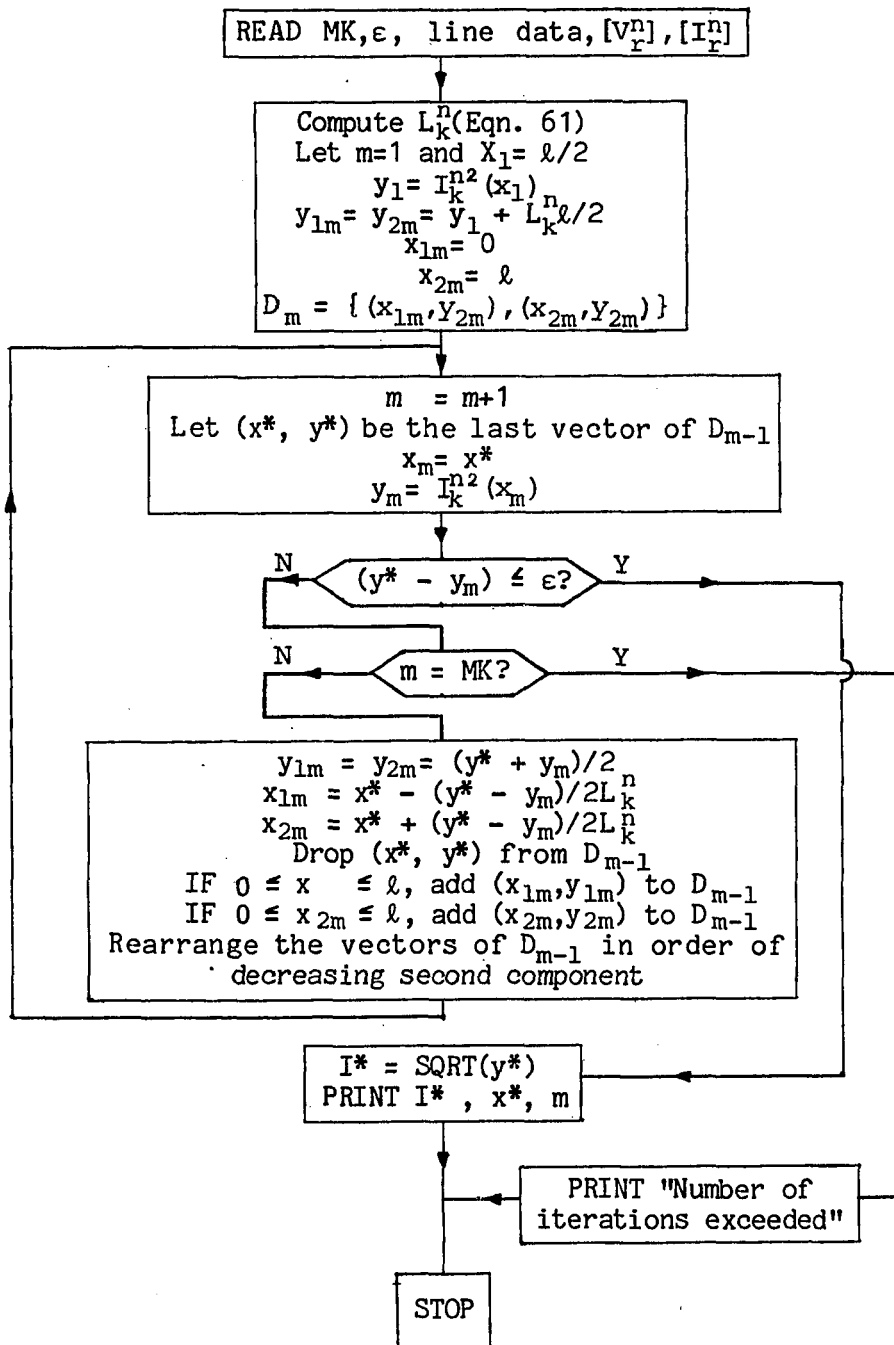 READ MK,ε, line data,[V_r^n],[I_r^n]
Compute L_k^n(Eqn. 61)
Let m=1 and X_1= ℓ/2
y_1= I_k^n2(x_1)
y_1m= y_2m= y_1 + L_k^nℓ/2
x_1m= 0
x_2m= ℓ
D_m = {(x_1m,y_2m),(x_2m,Y_2m)}
m = m+1
Let (x*, y*) be the last vector of D_m-1
x_m= x*
y_m= I_k^n2(x_m)
N
(y* - y_m) ≤ ε?
Y
N
m = MK?
Y
y_1m = y_2m= (y* + y_m)/2
x_1m = x* - (y* - y_m)/2L_k^n
x_2m = x* + (y* - y_m)/2L_k^n
Drop (x*, y*) from D_m-1
IF 0 ≤ x ≤ ℓ, add (x_1m,y_1m) to D_m-1
IF 0 ≤ x_2m ≤ ℓ, add (x_2m,y_2m) to D_m-1
Rearrange the vectors of D_m-1 in order of
decreasing second component
I* = SQRT(y*)
PRINT I* , x*, m
PRINT "Number of
iterations exceeded"
STOP